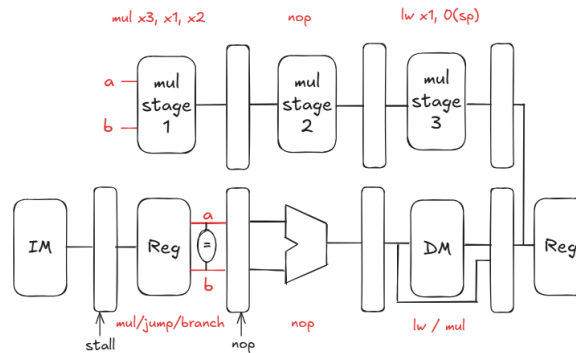 mul x3, x1, x2
nop
lw x1, 0(sp)
a
b
mul
stage
1
mul
stage
2
mul
stage
3
IM
Reg
a
=
b
DM
Reg
mul/jump/branch
nop
lw / mul
stall
nop